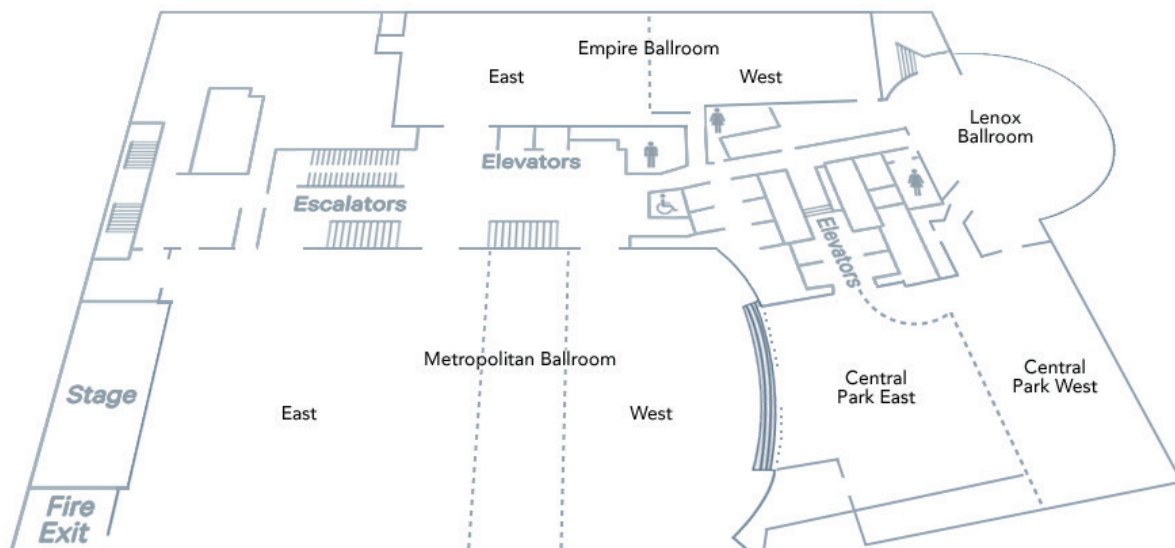 Empire Ballroom
East
West
Lenox
Ballroom
Elevators
Escalators
Elevators
Metropolitan Ballroom
East
West
Central
Park East
Central
Park West
Stage
Fire
Exit